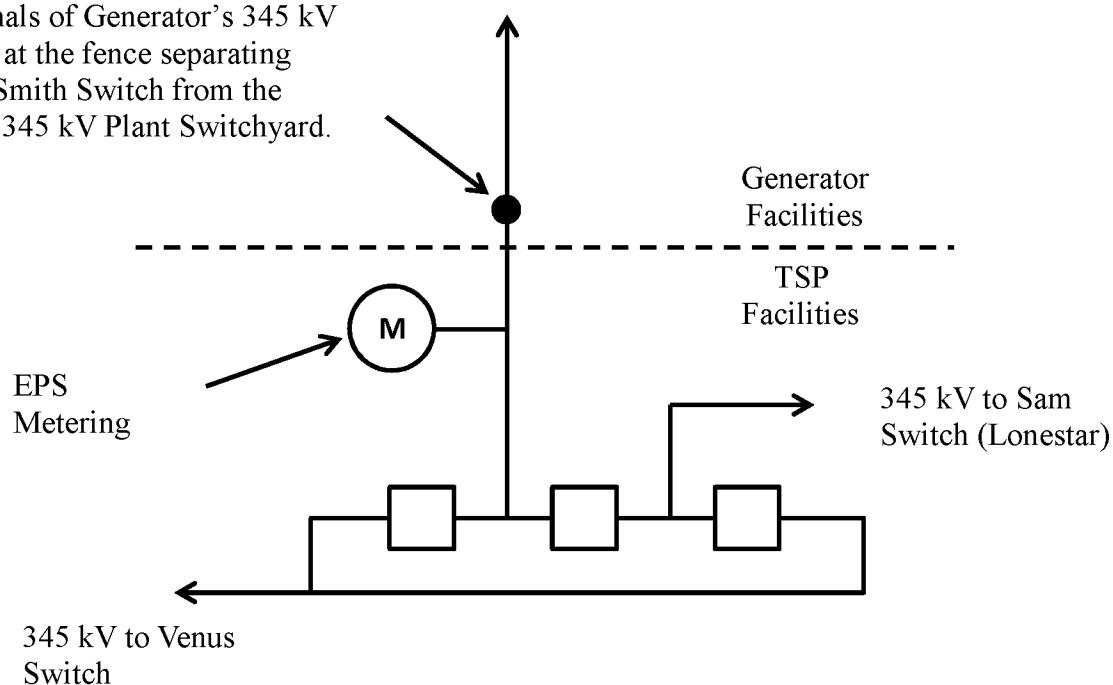 of Generator's 345 kV
at the fence separating
Smith Switch from the
345 kV Plant Switchyard.
Generator
Facilities
TSP
Facilities
M
EPS
Metering
345 kV to Sam
Switch (Lonestar)
345 kV to Venus
Switch